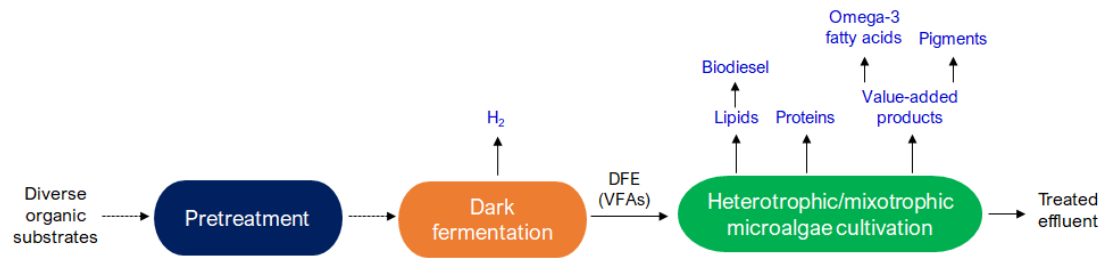 Omega-3
fatty acids
Pigments
Biodiesel
H₂
Lipids
Proteins
Value-added
products
Diverse
organic
substrates
Pretreatment
Dark
fermentation
DFE
(VFAs)
Heterotrophic/mixotrophic
microalgae cultivation
Treated
effluent